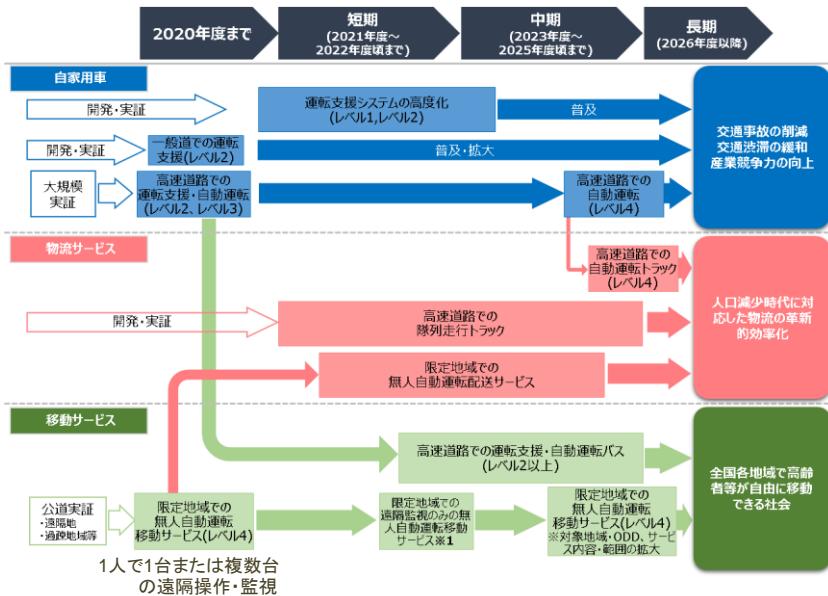 2020年度まで
短期
(2021年度～
2022年度頃まで)
中期
(2023年度～
2025年度頃まで)
長期
(2026年度以降)
自家用車
開発・実証
運転支援システムの高度化
(レベル1,レベル2)
普及
開発・実証
一般道での運転
支援(レベル2)
普及・拡大
大規模
実証
高速道路での
運転支援・自動運転
(レベル2、レベル3)
高速道路での
自動運転
(レベル4)
交通事故の削減
交通渋滞の緩和
産業競争力の向上
物流サービス
高速道路での
自動運転トラック
(レベル4)
開発・実証
高速道路での
隊列走行トラック
限定地域での
無人自動運転配送サービス
人口減少時代に対
応した物流の革新
的効率化
移動サービス
高速道路での運転支援・自動運転バス
(レベル2以上)
公道実証
・遠隔地
・過疎地域等
限定地域での
無人自動運転
移動サービス(レベル4)
限定地域での
遠隔監視のみの無
人自動運転移動
サービス※1
限定地域での
無人自動運転
移動サービス(レベル4)
※対象地域・ODD、サービ
ス内容・範囲の拡大
全国各地域で高齢
者等が自由に移動
できる社会
1人で1台または複数台
の遠隔操作・監視